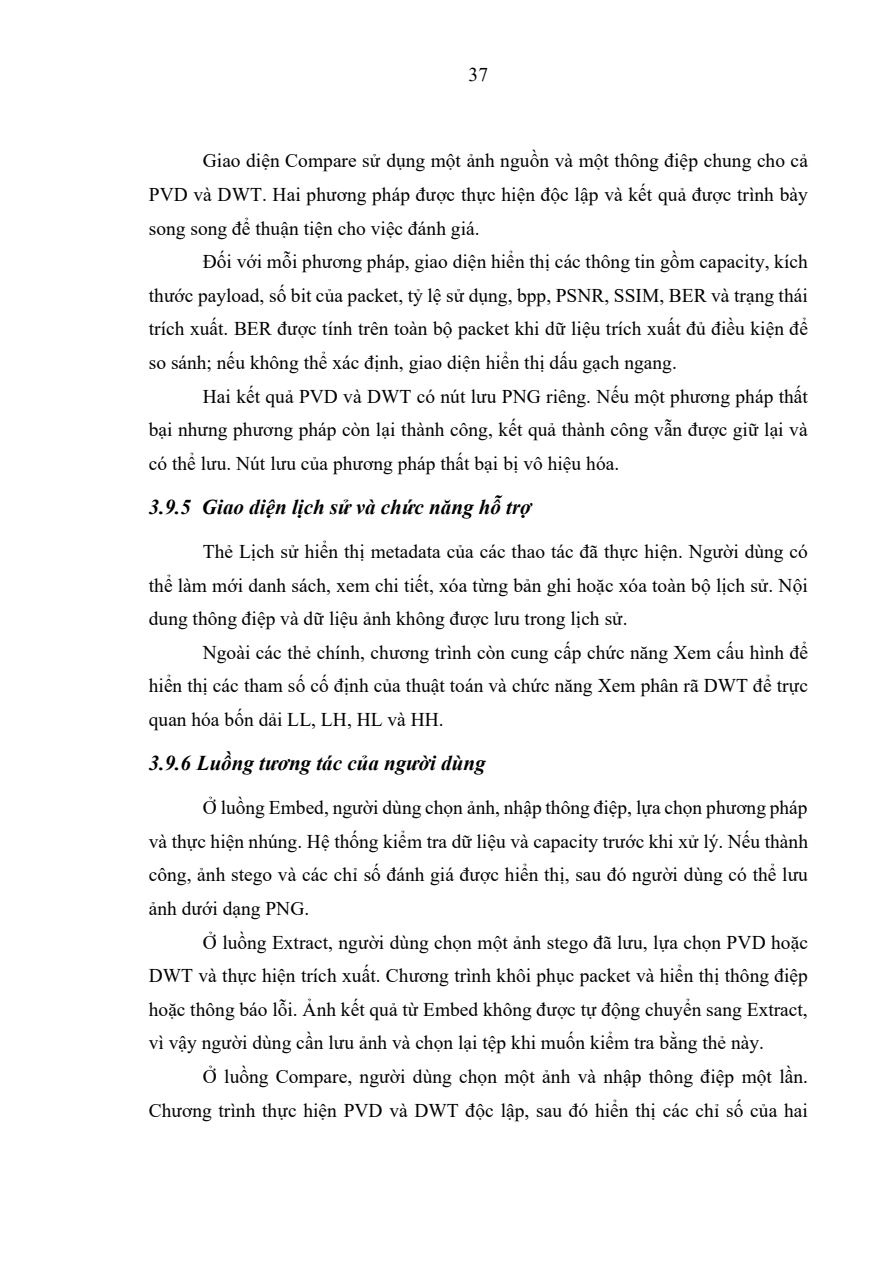 37
Giao diện Compare sử dụng một ảnh nguồn và một thông điệp chung cho cả
PVD và DWT. Hai phương pháp được thực hiện độc lập và kết quả được trình bày
song song để thuận tiện cho việc đánh giá.
Đối với mỗi phương pháp, giao diện hiển thị các thông tin gồm capacity, kích
thước payload, số bit của packet, tỷ lệ sử dụng, bpp, PSNR, SSIM, BER và trạng thái
trích xuất. BER được tính trên toàn bộ packet khi dữ liệu trích xuất đủ điều kiện để
so sánh; nếu không thể xác định, giao diện hiển thị dấu gạch ngang.
Hai kết quả PVD và DWT có nút lưu PNG riêng. Nếu một phương pháp thất
bại nhưng phương pháp còn lại thành công, kết quả thành công vẫn được giữ lại và
có thể lưu. Nút lưu của phương pháp thất bại bị vô hiệu hóa.
3.9.5 Giao diện lịch sử và chức năng hỗ trợ
Thẻ Lịch sử hiển thị metadata của các thao tác đã thực hiện. Người dùng có
thể làm mới danh sách, xem chi tiết, xóa từng bản ghi hoặc xóa toàn bộ lịch sử. Nội
dung thông điệp và dữ liệu ảnh không được lưu trong lịch sử.
Ngoài các thẻ chính, chương trình còn cung cấp chức năng Xem cấu hình để
hiển thị các tham số cố định của thuật toán và chức năng Xem phân rã DWT để trực
quan hóa bốn dải LL, LH, HL và HH.
3.9.6 Luồng tương tác của người dùng
Ở luồng Embed, người dùng chọn ảnh, nhập thông điệp, lựa chọn phương pháp
và thực hiện nhúng. Hệ thống kiểm tra dữ liệu và capacity trước khi xử lý. Nếu thành
công, ảnh stego và các chỉ số đánh giá được hiển thị, sau đó người dùng có thể lưu
ảnh dưới dạng PNG.
Ở luồng Extract, người dùng chọn một ảnh stego đã lưu, lựa chọn PVD hoặc
DWT và thực hiện trích xuất. Chương trình khôi phục packet và hiển thị thông điệp
hoặc thông báo lỗi. Ảnh kết quả từ Embed không được tự động chuyển sang Extract,
vì vậy người dùng cần lưu ảnh và chọn lại tệp khi muốn kiểm tra bằng thẻ này.
Ở luồng Compare, người dùng chọn một ảnh và nhập thông điệp một lần.
Chương trình thực hiện PVD và DWT độc lập, sau đó hiển thị các chỉ số của hai